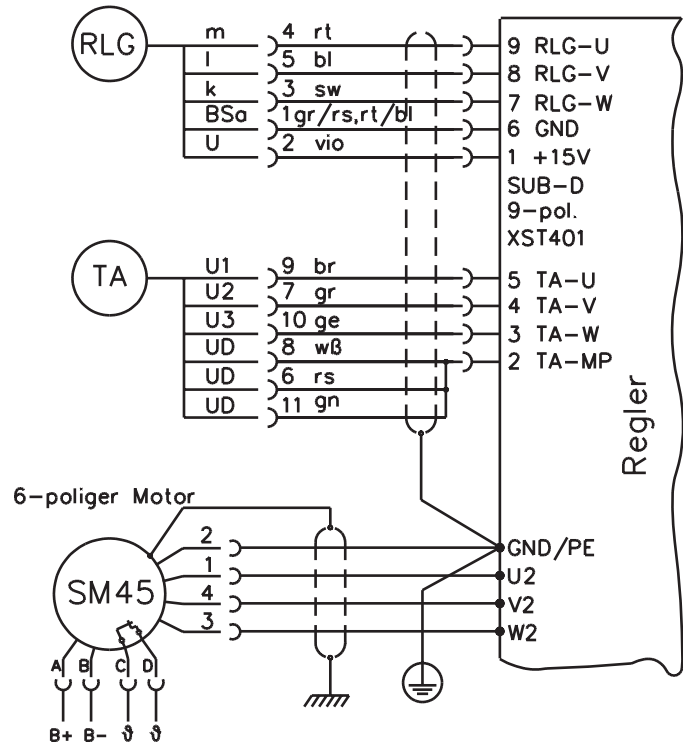 RLG m 4 rt 9 RLG-U
l 5 bl 8 RLG-V
k 3 sw 7 RLG-W
BSa 1 gr/rs,rt/bl 6 GND
U 2 vio 1 +15V
SUB-D
9-pol.
XST401
TA U1 9 br 5 TA-U
U2 7 gr 4 TA-V
U3 10 ge 3 TA-W
UD 8 wß 2 TA-MP
UD 6 rs
UD 11 gn
Regler
6-poliger Motor
2 GND/PE
1 U2
SM45 4 V2
3 W2
A B C D
B+ B- ϑ ϑ